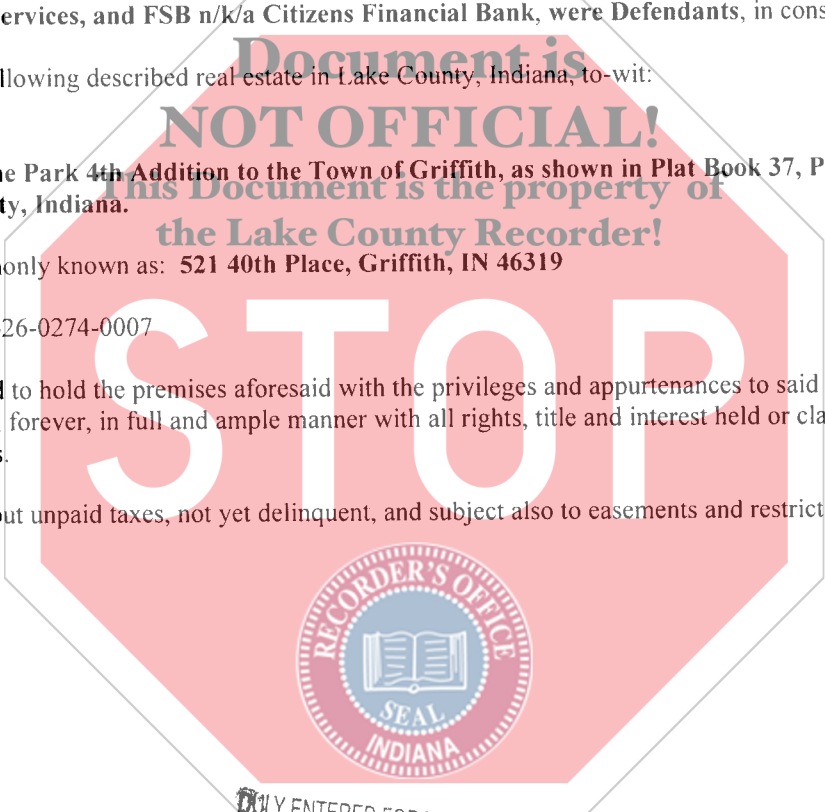 ervices, and FSB n/k/a Citizens Financial Bank, were Defendants, in cons
Document is
llowing described real estate in Lake County, Indiana, to-wit:
NOT OFFICIAL!
e Park 4th Addition to the Town of Griffith, as shown in Plat Book 37, P
This Document is the property of
ty, Indiana.
the Lake County Recorder!
only known as: 521 40th Place, Griffith, IN 46319
-26-0274-0007
STOP
d to hold the premises aforesaid with the privileges and appurtenances to said
forever, in full and ample manner with all rights, title and interest held or cla
s.
out unpaid taxes, not yet delinquent, and subject also to easements and restrict
RECORDER'S OFFICE
SEAL
INDIANA
ENTERED